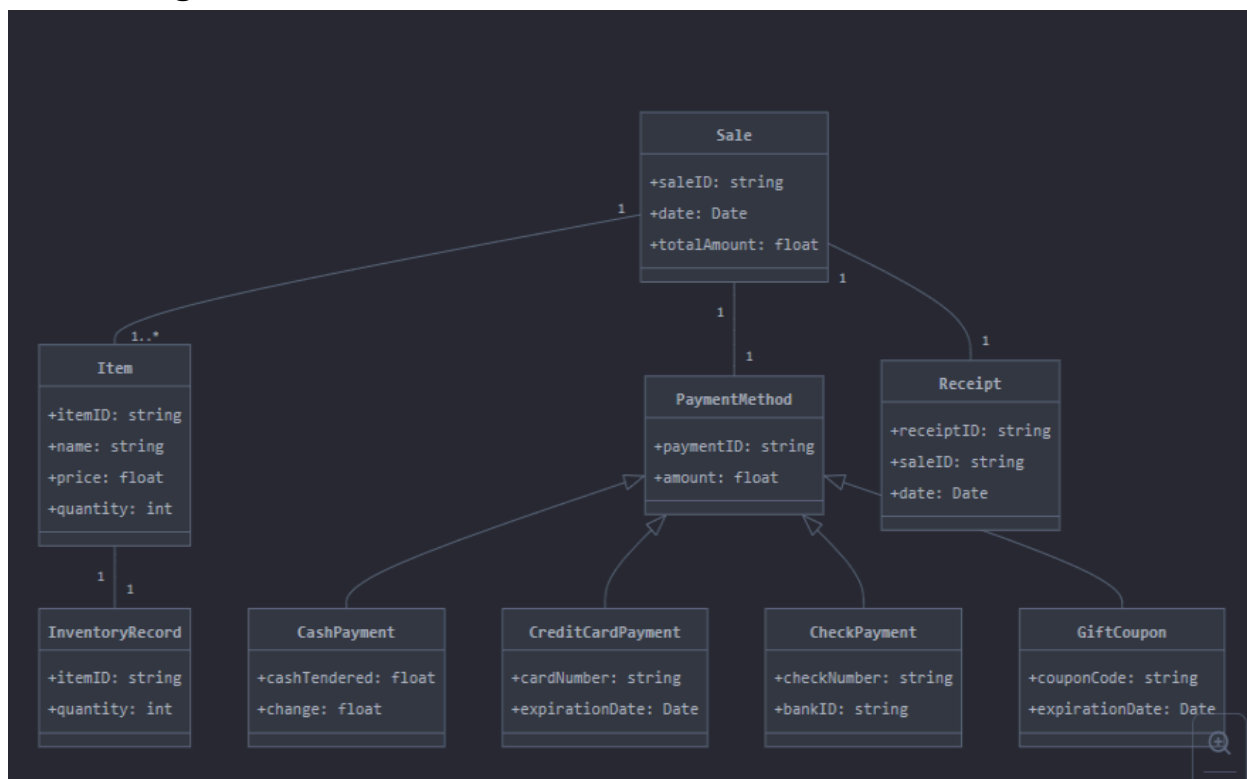 Sale
+saleID: string
+date: Date
+totalAmount: float
1
1
1
1..*
1
1
Item
+itemID: string
+name: string
+price: float
+quantity: int
PaymentMethod
+paymentID: string
+amount: float
Receipt
+receiptID: string
+saleID: string
+date: Date
1
1
InventoryRecord
+itemID: string
+quantity: int
CashPayment
+cashTendered: float
+change: float
CreditCardPayment
+cardNumber: string
+expirationDate: Date
CheckPayment
+checkNumber: string
+bankID: string
GiftCoupon
+couponCode: string
+expirationDate: Date